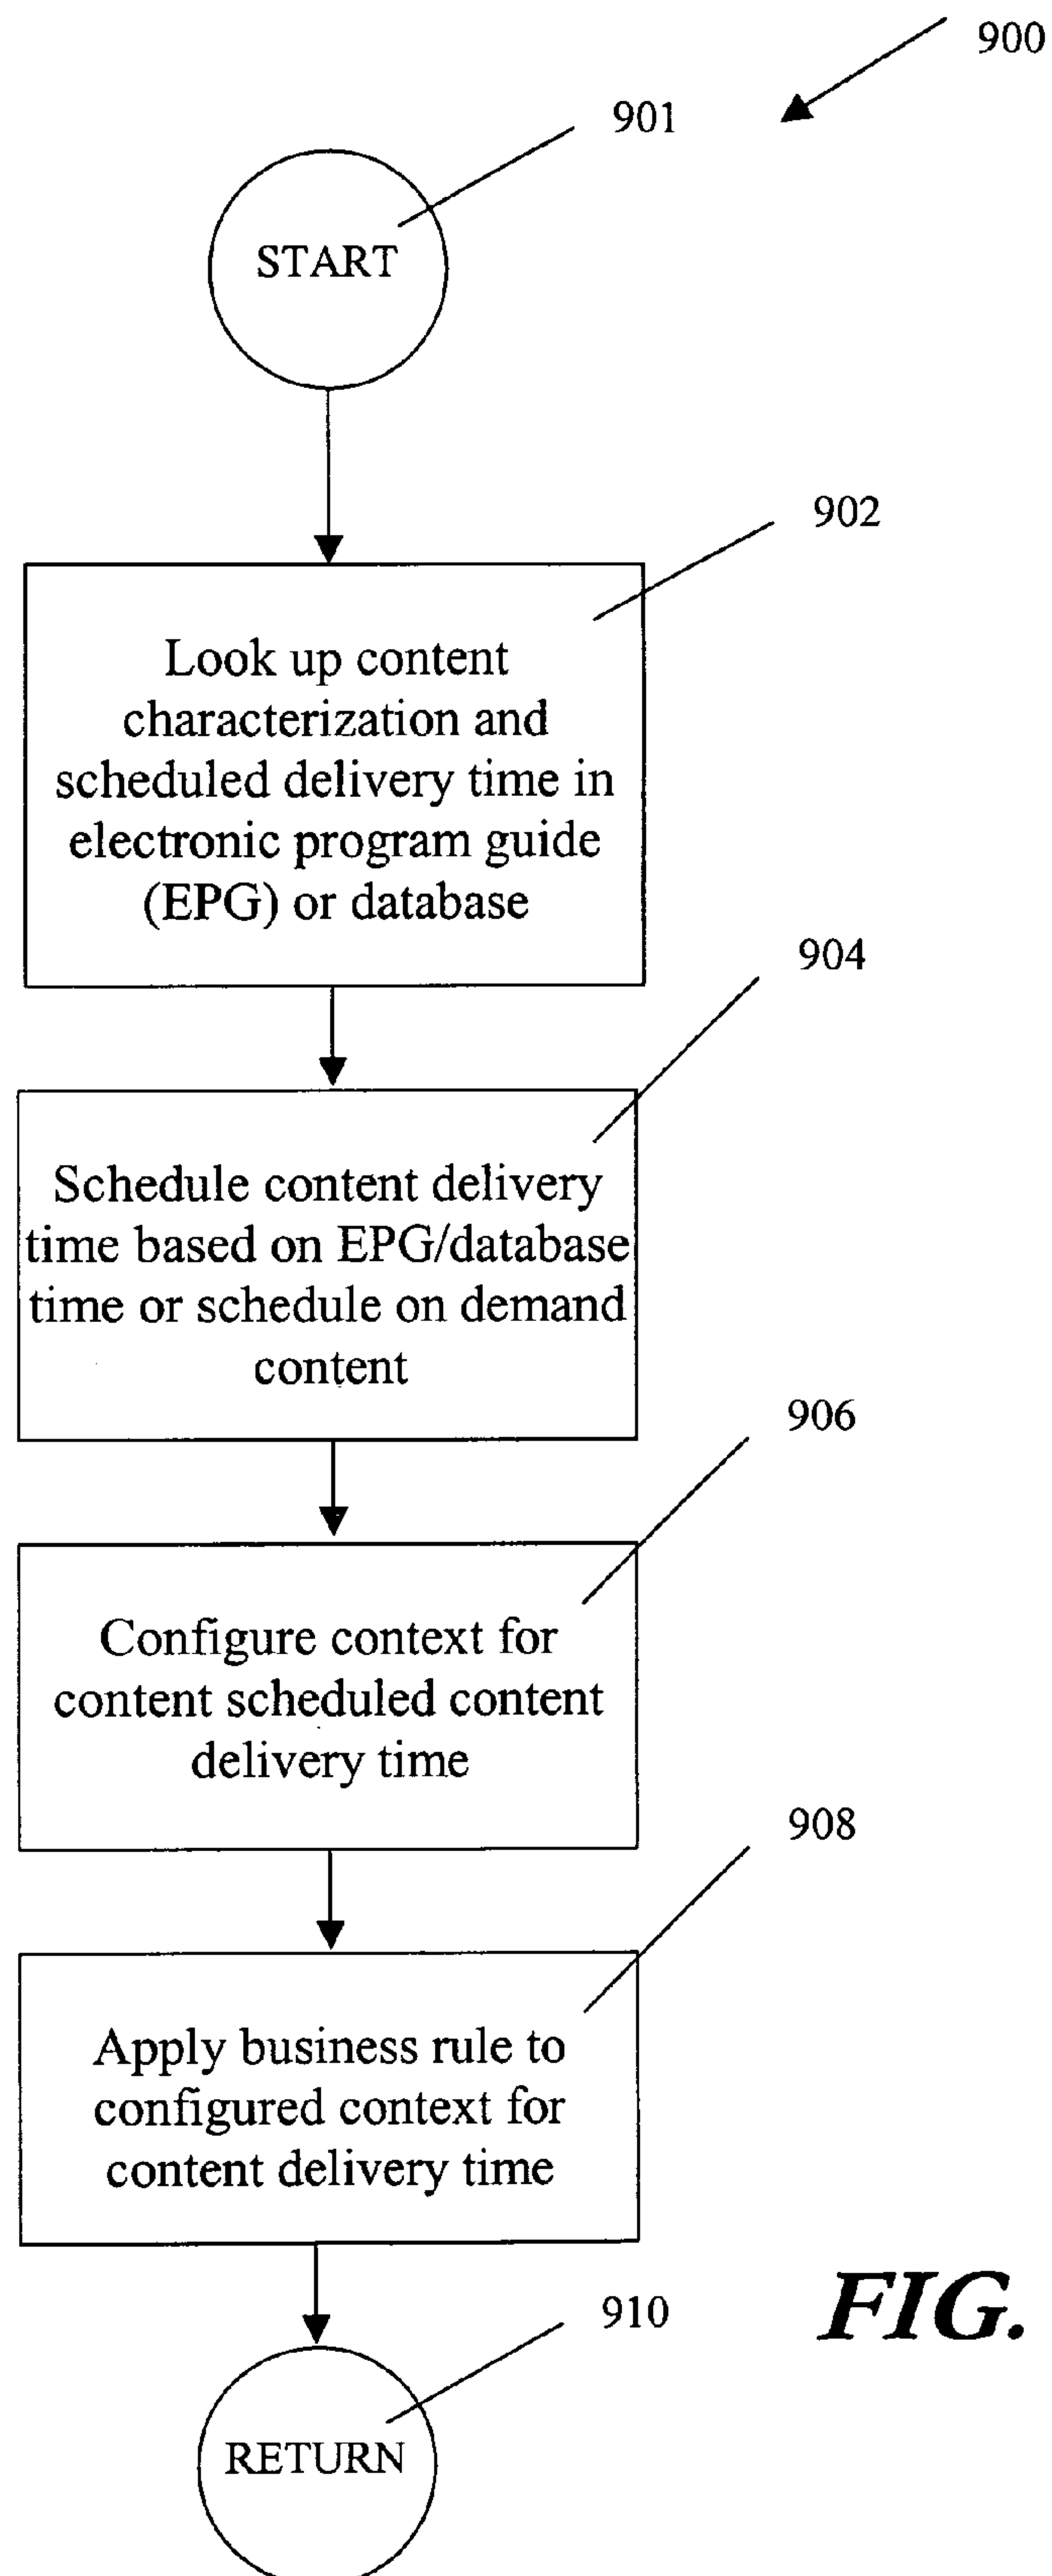 900
901
START
902
Look up content
characterization and
scheduled delivery time in
electronic program guide
(EPG) or database
904
Schedule content delivery
time based on EPG/database
time or schedule on demand
content
906
Configure context for
content scheduled content
delivery time
908
Apply business rule to
configured context for
content delivery time
910
FIG.
RETURN